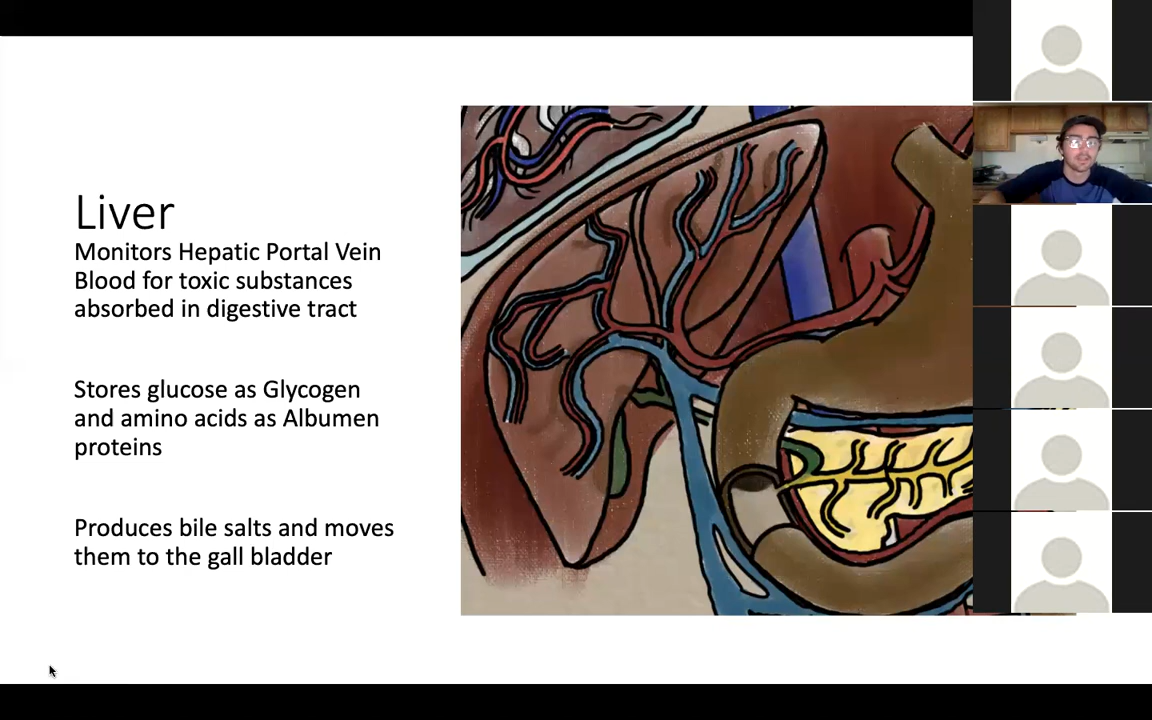 Liver
Monitors Hepatic Portal Vein
Blood for toxic substances
absorbed in digestive tract
Stores glucose as Glycogen
and amino acids as Albumen
proteins
Produces bile salts and moves
them to the gall bladder